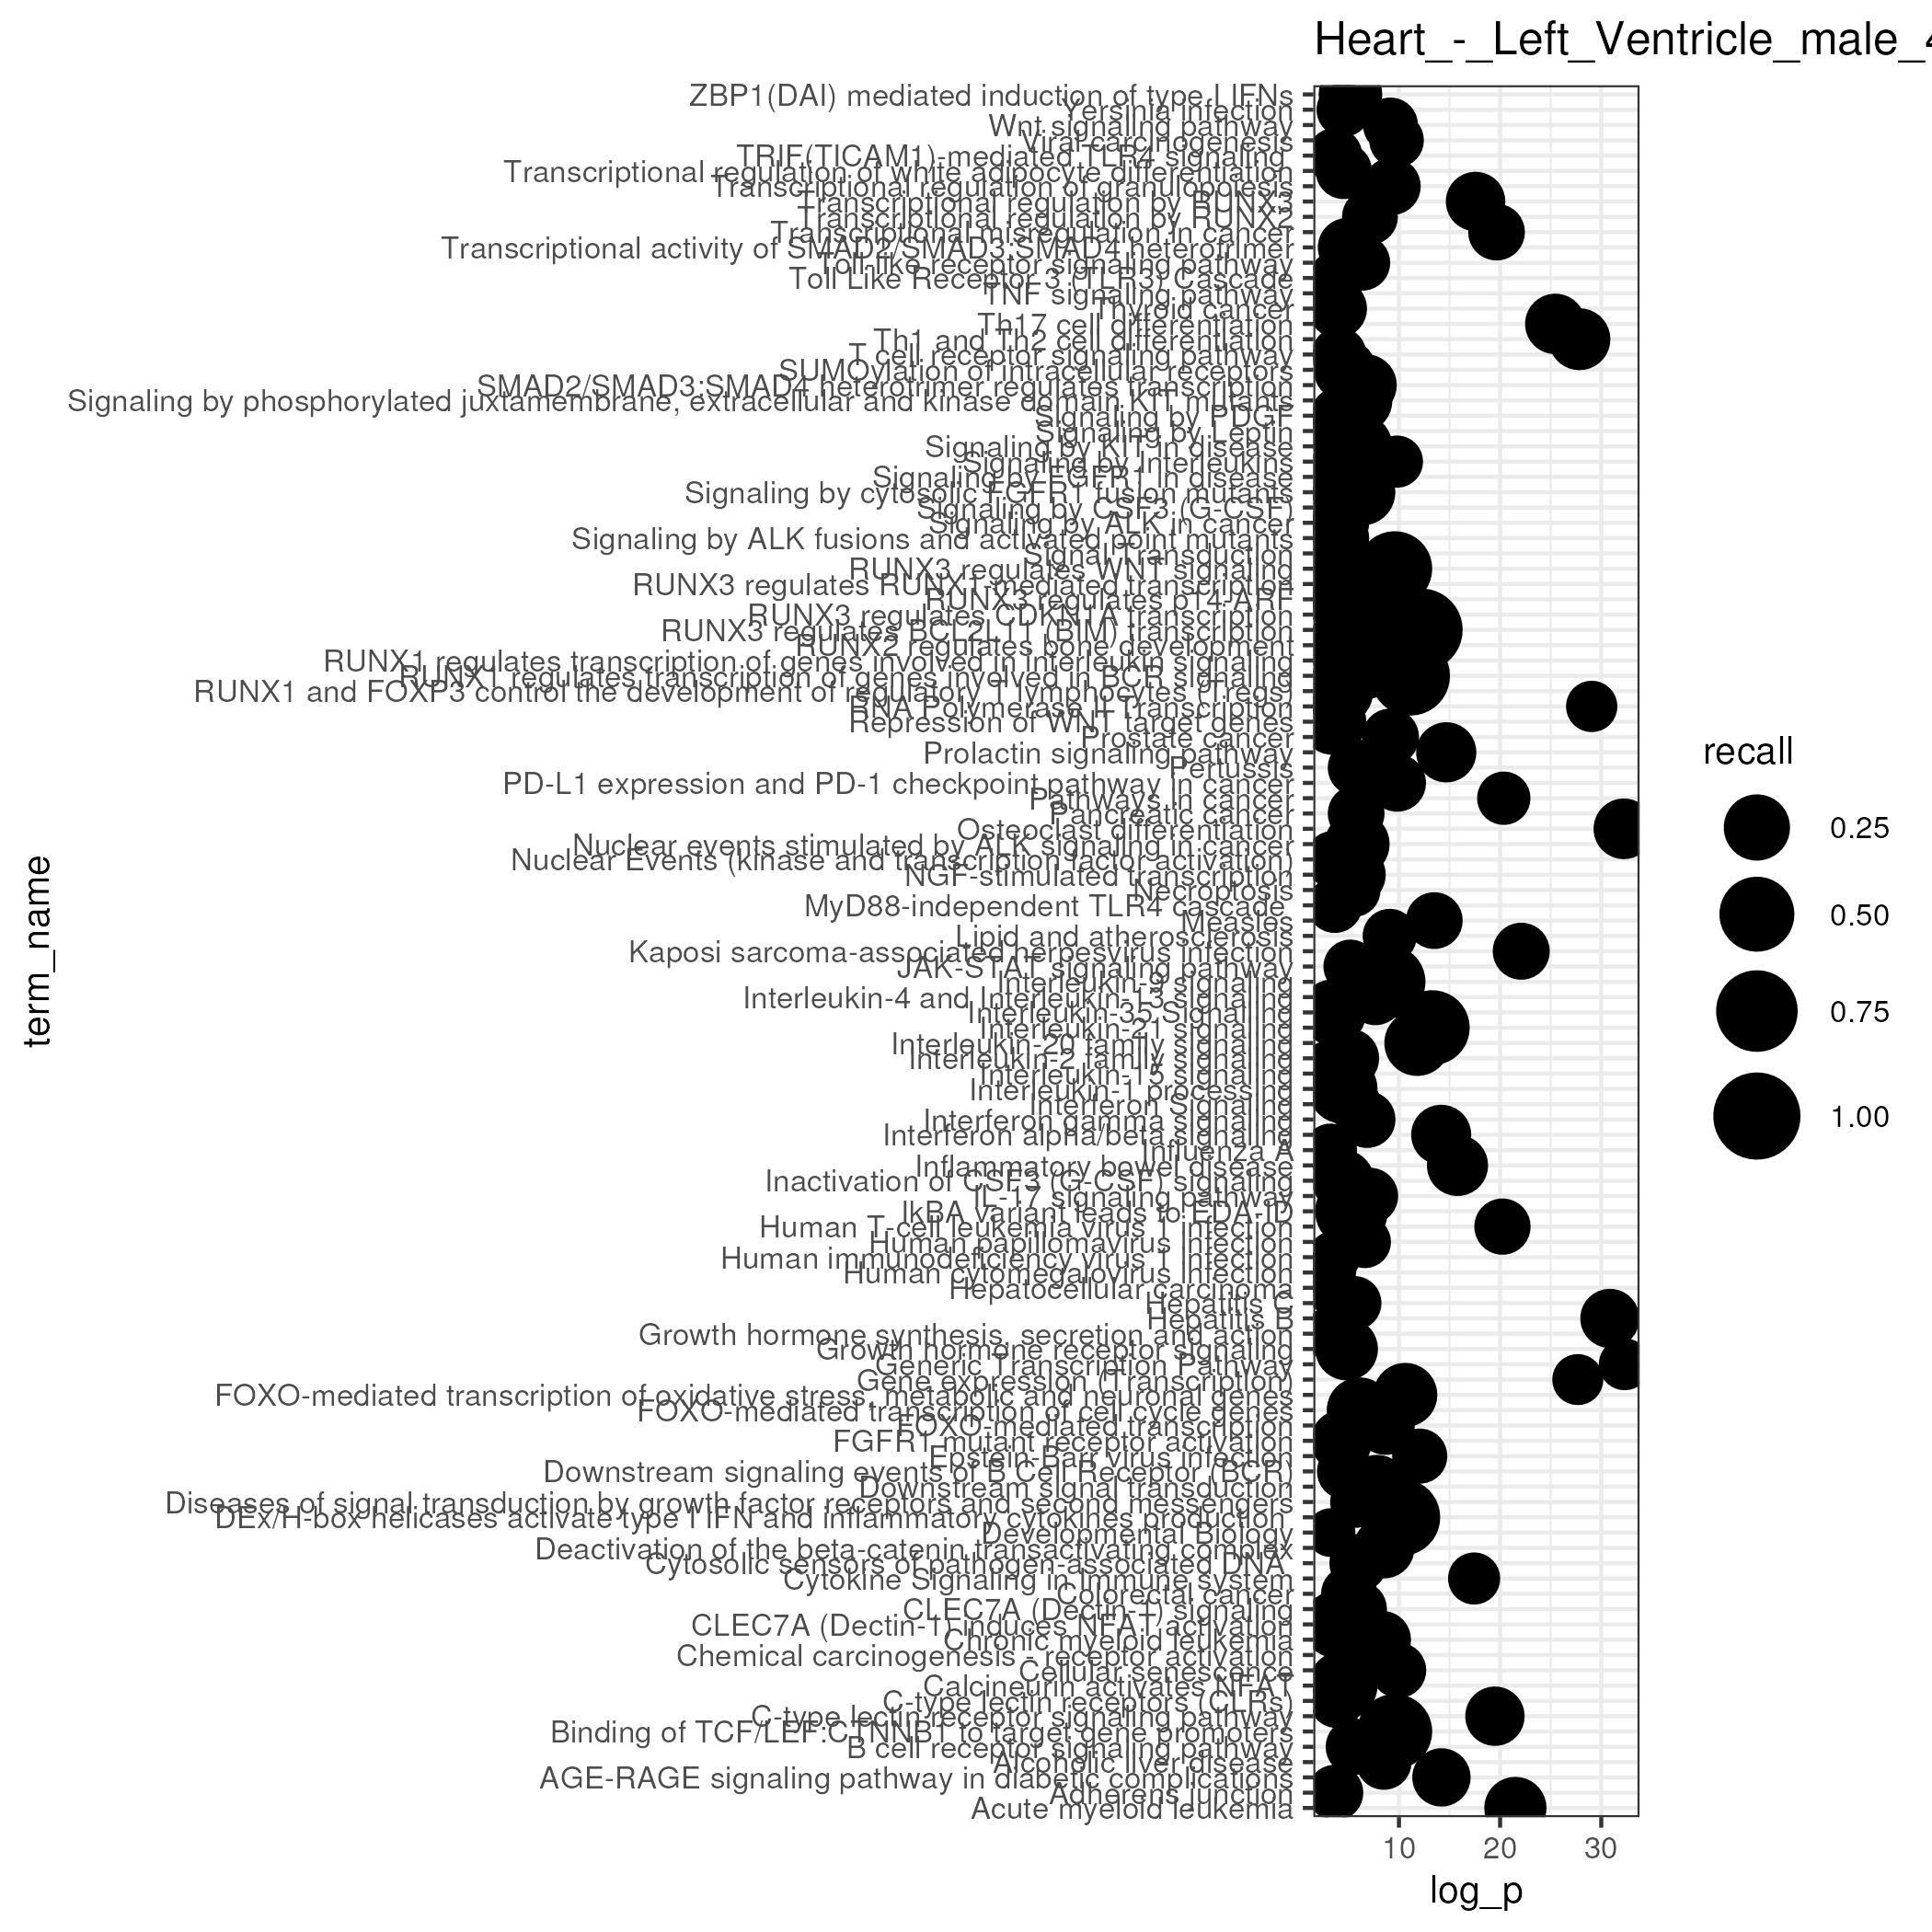 Heart_-_Left_Ventricle_male_4
term_name
ZBP1(DAI) mediated induction of type I IFNs
Yersinia infection
Wnt signaling pathway
Viral carcinogenesis
TRIF(TICAM1)-mediated TLR4 signaling
Transcriptional regulation of white adipocyte differentiation
Transcriptional regulation of granulopoiesis
Transcriptional regulation by RUNX3
Transcriptional regulation by RUNX2
Transcriptional misregulation in cancer
Transcriptional activity of SMAD2/SMAD3:SMAD4 heterotrimer
Toll-like receptor signaling pathway
Toll Like Receptor 3 (TLR3) Cascade
TNF signaling pathway
Thyroid cancer
Th17 cell differentiation
Th1 and Th2 cell differentiation
T cell receptor signaling pathway
SUMOylation of intracellular receptors
SMAD2/SMAD3:SMAD4 heterotrimer regulates transcription
Signaling by phosphorylated juxtamembrane, extracellular and kinase domain KIT mutants
Signaling by PDGF
Signaling by Leptin
Signaling by KIT in disease
Signaling by Interleukins
Signaling by FGFR1 in disease
Signaling by cytosolic FGFR1 fusion mutants
Signaling by CSF3 (G-CSF)
Signaling by ALK in cancer
Signaling by ALK fusions and activated point mutants
Signal Transduction
RUNX3 regulates WNT signaling
RUNX3 regulates RUNX1-mediated transcription
RUNX3 regulates p14-ARF
RUNX3 regulates CDKN1A transcription
RUNX3 regulates BCL2L11 (BIM) transcription
RUNX2 regulates bone development
RUNX1 regulates transcription of genes involved in interleukin signaling
RUNX1 regulates transcription of genes involved in BCR signaling
RUNX1 and FOXP3 control the development of regulatory T lymphocytes (Tregs)
RNA Polymerase II Transcription
Repression of WNT target genes
Prostate cancer
Prolactin signaling pathway
Pertussis
PD-L1 expression and PD-1 checkpoint pathway in cancer
Pathways in cancer
Pancreatic cancer
Osteoclast differentiation
Nuclear events stimulated by ALK signaling in cancer
Nuclear Events (kinase and transcription factor activation)
NGF-stimulated transcription
Necroptosis
MyD88-independent TLR4 cascade
Measles
Lipid and atherosclerosis
Kaposi sarcoma-associated herpesvirus infection
JAK-STAT signaling pathway
Interleukin-9 signaling
Interleukin-4 and Interleukin-13 signaling
Interleukin-35 Signalling
Interleukin-21 signaling
Interleukin-20 family signaling
Interleukin-2 family signaling
Interleukin-15 signaling
Interleukin-1 processing
Interferon Signaling
Interferon gamma signaling
Interferon alpha/beta signaling
Influenza A
Inflammatory bowel disease
Inactivation of CSF3 (G-CSF) signaling
IL-17 signaling pathway
IkBA variant leads to EDA-ID
Human T-cell leukemia virus 1 infection
Human papillomavirus infection
Human immunodeficiency virus 1 infection
Human cytomegalovirus infection
Hepatocellular carcinoma
Hepatitis C
Hepatitis B
Growth hormone synthesis, secretion and action
Growth hormone receptor signaling
Generic Transcription Pathway
Gene expression (Transcription)
FOXO-mediated transcription of oxidative stress, metabolic and neuronal genes
FOXO-mediated transcription of cell cycle genes
FOXO-mediated transcription
FGFR1 mutant receptor activation
Epstein-Barr virus infection
Downstream signaling events of B Cell Receptor (BCR)
Downstream signal transduction
Diseases of signal transduction by growth factor receptors and second messengers
DEx/H-box helicases activate type I IFN and inflammatory cytokines production
Developmental Biology
Deactivation of the beta-catenin transactivating complex
Cytosolic sensors of pathogen-associated DNA
Cytokine Signaling in Immune system
Colorectal cancer
CLEC7A (Dectin-1) signaling
CLEC7A (Dectin-1) induces NFAT activation
Chronic myeloid leukemia
Chemical carcinogenesis - receptor activation
Cellular senescence
Calcineurin activates NFAT
C-type lectin receptors (CLRs)
C-type lectin receptor signaling pathway
Binding of TCF/LEF:CTNNB1 to target gene promoters
B cell receptor signaling pathway
Alcoholic liver disease
AGE-RAGE signaling pathway in diabetic complications
Adherens junction
Acute myeloid leukemia
10
20
30
log_p
recall
0.25
0.50
0.75
1.00